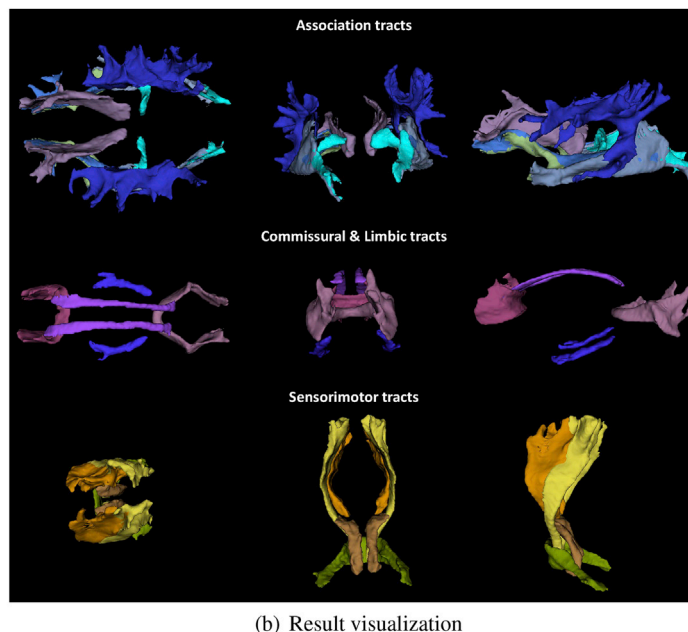 Association tracts
Commissural & Limbic tracts
Sensorimotor tracts
(b) Result visualization